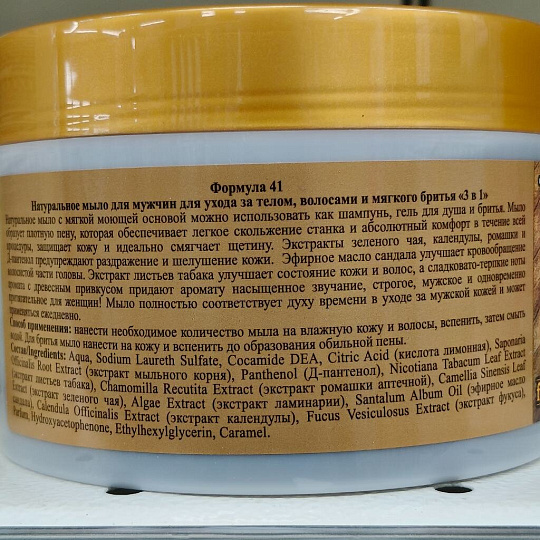 Формула 41
Натуральное мыло для мужчин для ухода за телом, волосами и мягкого бритья «3 в 1»
Натуральное мыло с мягкой моющей основой можно использовать как шампунь, гель для душа и бритья. Мыло
образует плотную пену, которая обеспечивает легкое скольжение станка и абсолютный комфорт в течение всей
процедуры, защищает кожу и идеально смягчает щетину. Экстракты зеленого чая, календулы, ромашки и
Д-пантенол предупреждают раздражение и шелушение кожи. Эфирное масло сандала улучшает кровообращение
волосистой части головы. Экстракт листьев табака улучшает состояние кожи и волос, а сладковато-терпкие ноты
аромата с древесным привкусом придают аромату насыщенное звучание, строгое, мужское и одновременно
притягательное для женщин! Мыло полностью соответствует духу времени в уходе за мужской кожей и может
применяться ежедневно.
Способ применения: нанести необходимое количество мыла на влажную кожу и волосы, вспенить, затем смыть
водой. Для бритья мыло нанести на кожу и вспенить до образования обильной пены.
Состав/Ingredients: Aqua, Sodium Laureth Sulfate, Cocamide DEA, Citric Acid (кислота лимонная), Saponaria
Officinalis Root Extract (экстракт мыльного корня), Panthenol (Д-пантенол), Nicotiana Tabacum Leaf Extract
(экстракт листьев табака), Chamomilla Recutita Extract (экстракт ромашки аптечной), Camellia Sinensis Leaf
Extract (экстракт зеленого чая), Algae Extract (экстракт ламинарии), Santalum Album Oil (эфирное масло
сандала), Calendula Officinalis Extract (экстракт календулы), Fucus Vesiculosus Extract (экстракт фукуса),
Parfum, Hydroxyacetophenone, Ethylhexylglycerin, Caramel.